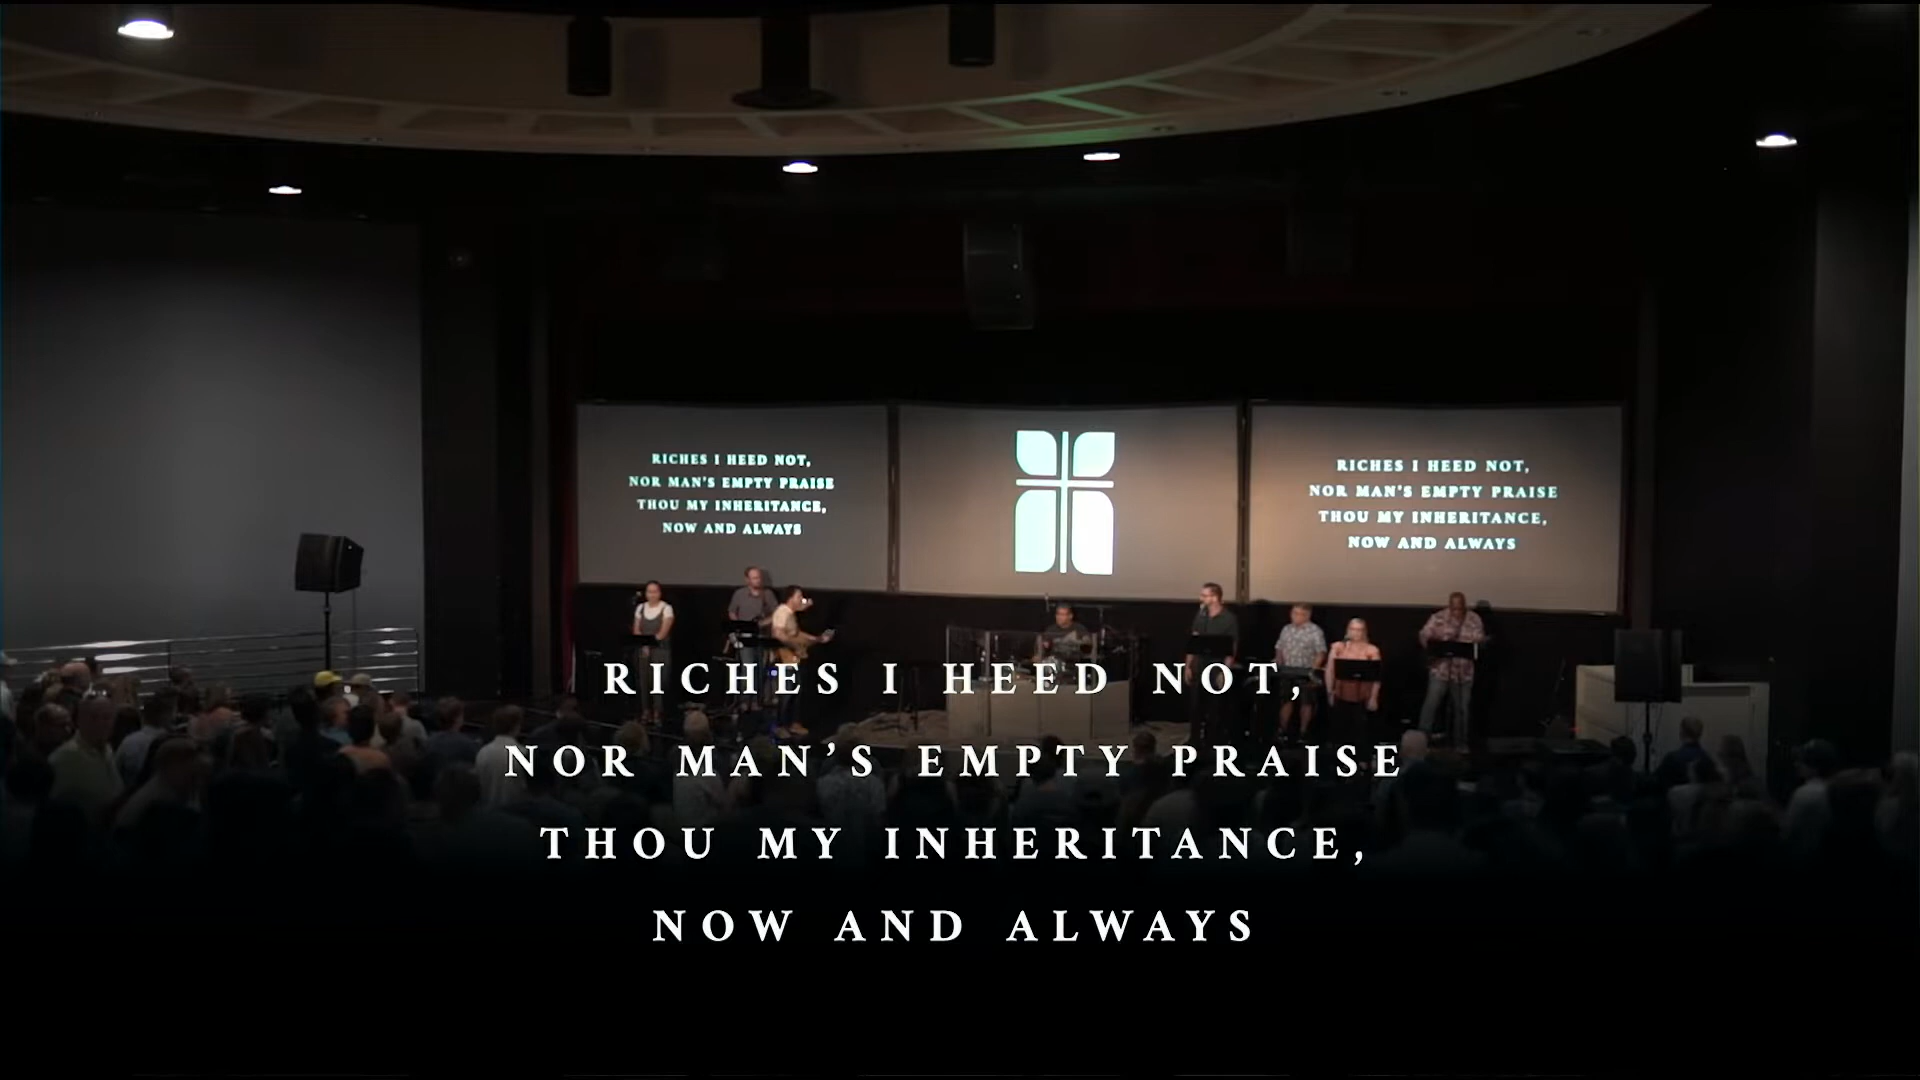 RICHES I HEED NOT,
NOR MAN'S EMPTY PRAISE
THOU MY INHERITANCE,
NOW AND ALWAYS
RICHES I HEED NOT,
NOR MAN'S EMPTY PRAISE
THOU MY INHERITANCE,
NOW AND ALWAYS
RICHES I HEED NOT,
NOR MAN’S EMPTY PRAISE
THOU MY INHERITANCE,
NOW AND ALWAYS